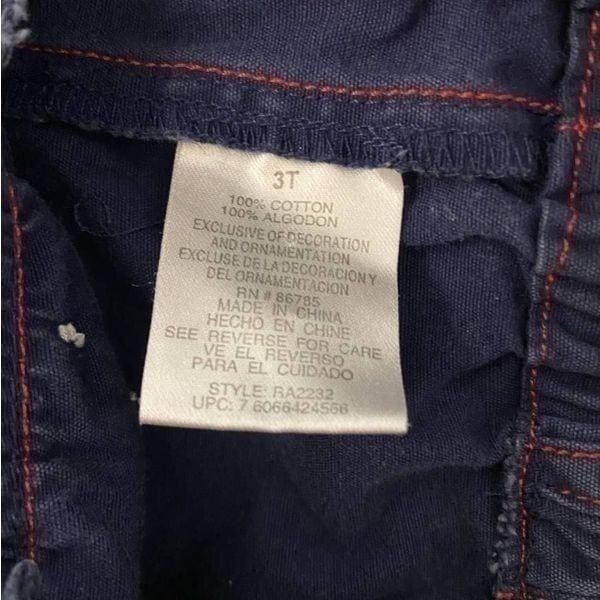 3T
100% COTTON
100% ALGODON
EXCLUSIVE OF DECORATION
AND ORNAMENTATION
EXCLUSE DE LA DECORACION Y
DEL ORNAMENTACION
RN # 86785
MADE IN CHINA
HECHO EN CHINE
SEE REVERSE FOR CARE
VE EL REVERSO
PARA EL CUIDADO
STYLE: RA2232
UPC: 7 6066424566